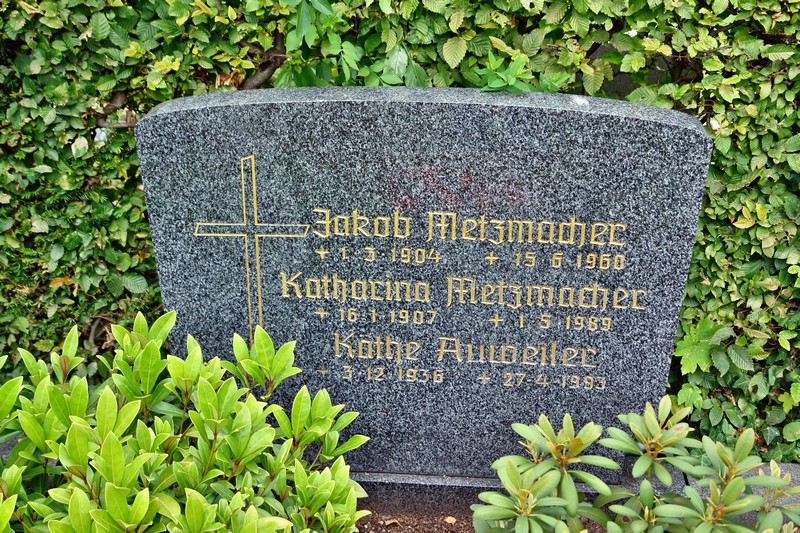 Jakob Metzmacher
+ 1·3·1904 + 15·6·1960
Katharina Metzmacher
+ 16·1·1907 + 1·5·1989
Käthe Auweiler
+ 3·12·1936 + 27·4·1993